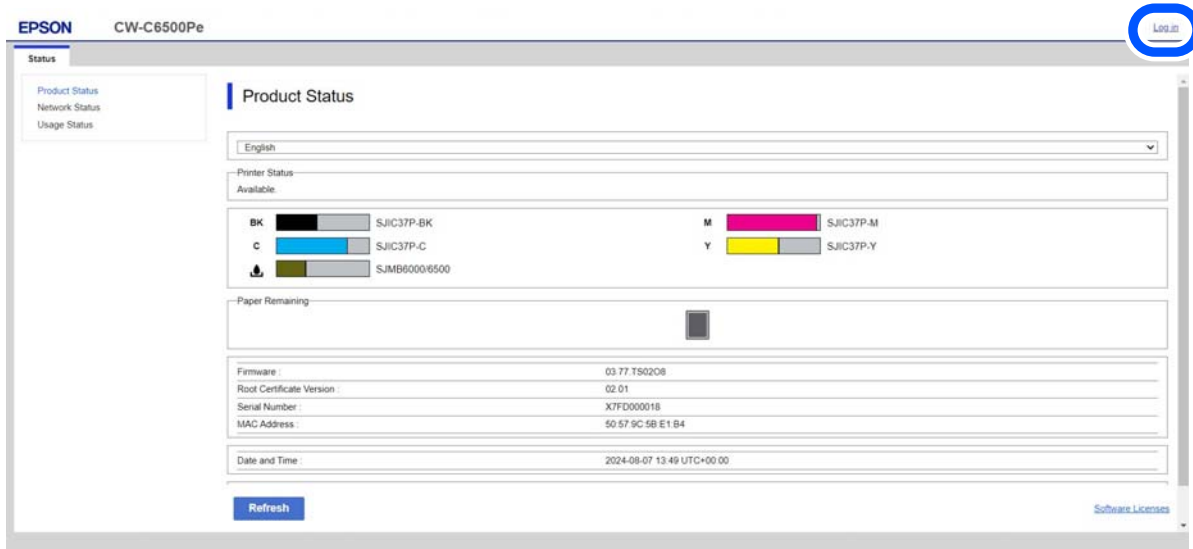 EPSON CW-C6500Pe Log in
Status
Product Status
Network Status
Usage Status
Product Status
English
Printer Status
Available.
BK SJIC37P-BK M SJIC37P-M
C SJIC37P-C Y SJIC37P-Y
SJMB6000/6500
Paper Remaining
Firmware : 03.77.TS02O8
Root Certificate Version : 02.01
Serial Number : X7FD000018
MAC Address : 50:57:9C:5B:E1:B4
Date and Time : 2024-08-07 13:49 UTC+00:00
Refresh Software Licenses